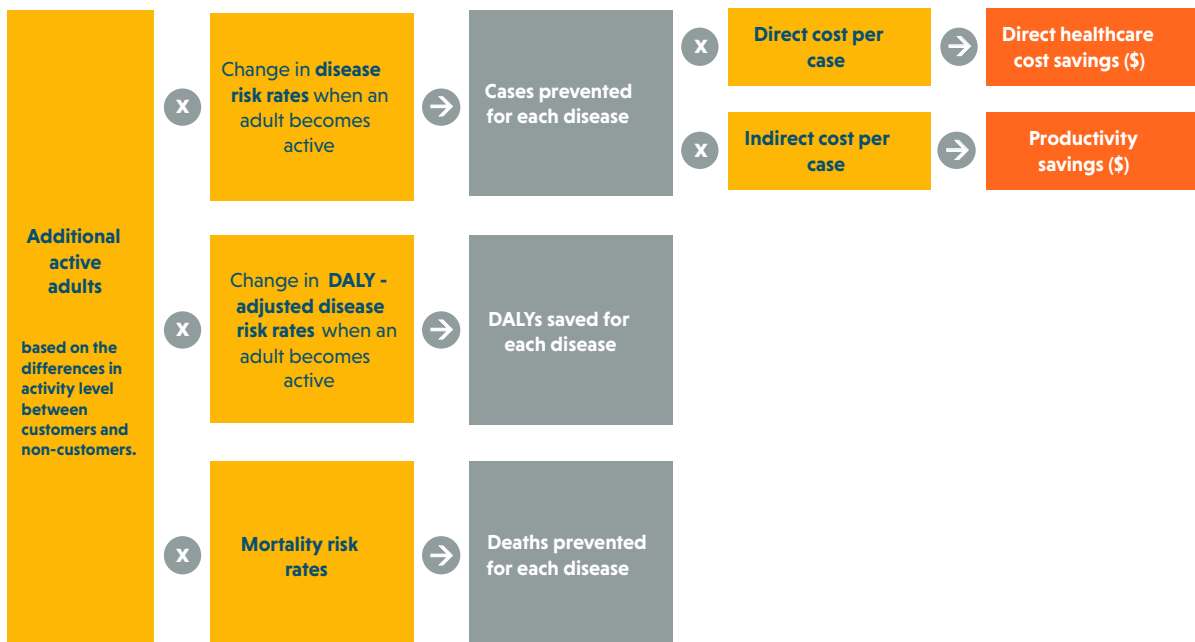 Additional
active
adults
based on the
differences in
activity level
between
customers and
non-customers.
x
Change in disease
risk rates when an
adult becomes
active
→
Cases prevented
for each disease
x
Direct cost per
case
→
Direct healthcare
cost savings ($)
x
Indirect cost per
case
→
Productivity
savings ($)
x
Change in DALY -
adjusted disease
risk rates when an
adult becomes
active
→
DALYs saved for
each disease
x
Mortality risk
rates
→
Deaths prevented
for each disease